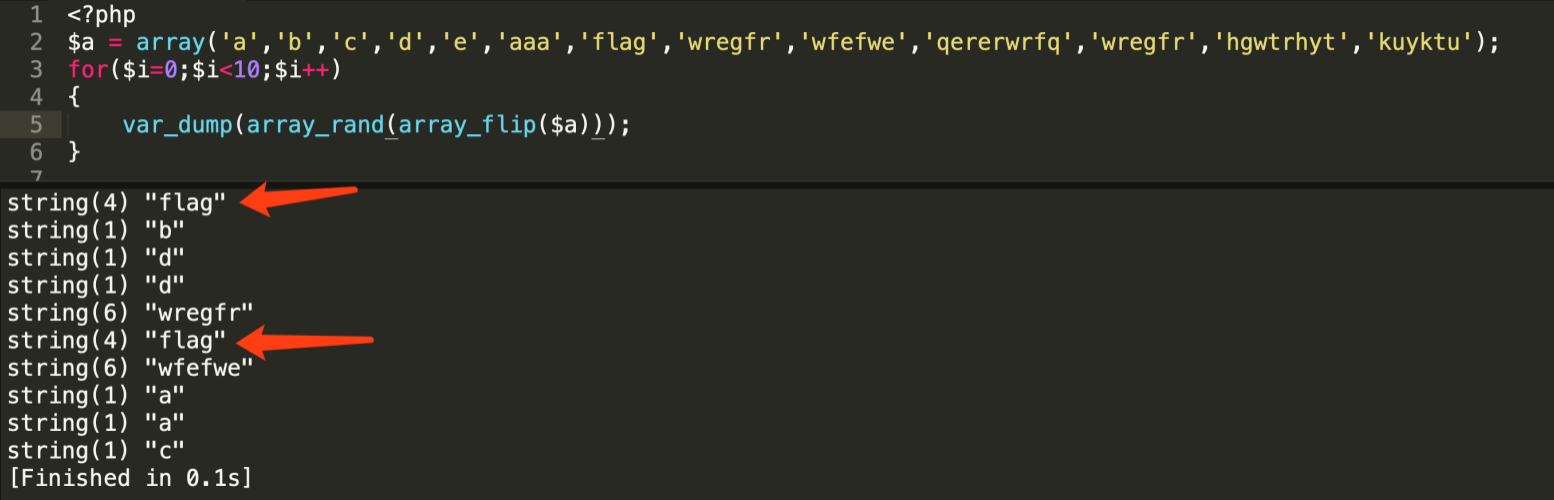 1 <?php
2 $a = array('a','b','c','d','e','aaa','flag','wregfr','wfefwe','qererwrfq','wregfr','hgwtrhyt','kuyktu');
3 for($i=0;$i<10;$i++)
4 {
5 var_dump(array_rand(array_flip($a)));
6 }
7
string(4) "flag"
string(1) "b"
string(1) "d"
string(1) "d"
string(6) "wregfr"
string(4) "flag"
string(6) "wfefwe"
string(1) "a"
string(1) "a"
string(1) "c"
[Finished in 0.1s]